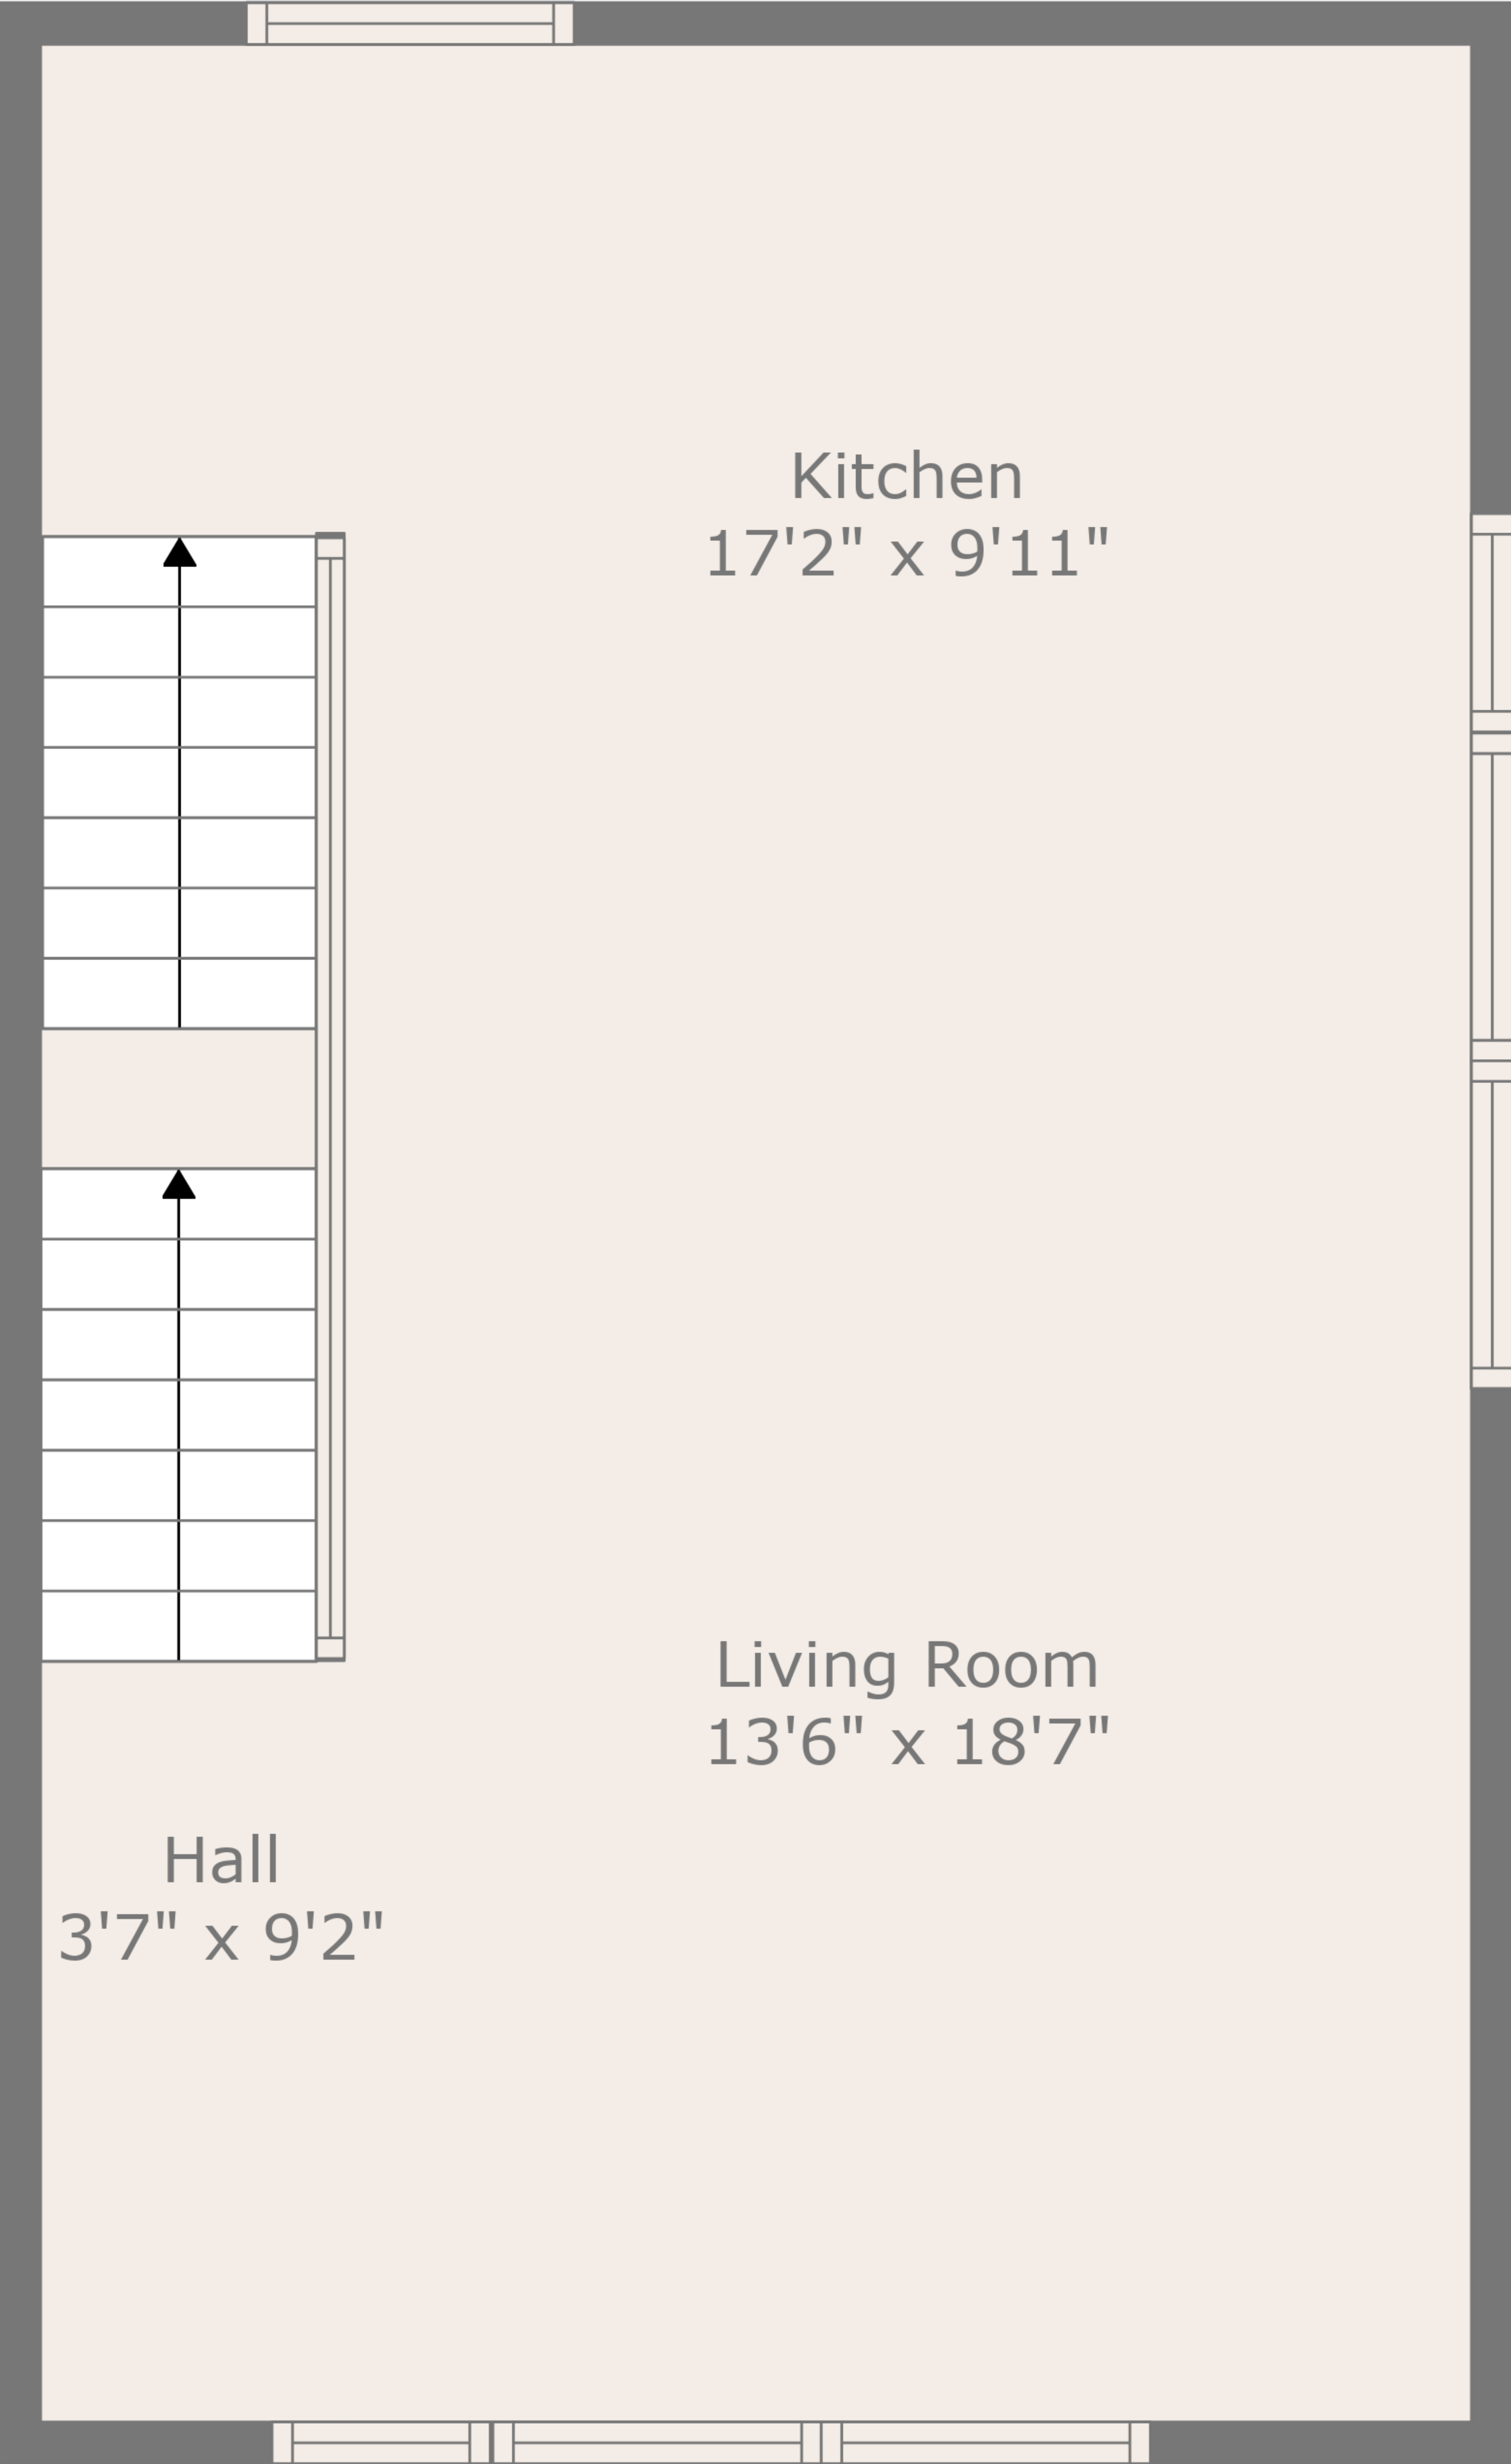 Kitchen
17'2" x 9'11"
Living Room
13'6" x 18'7"
Hall
3'7" x 9'2"